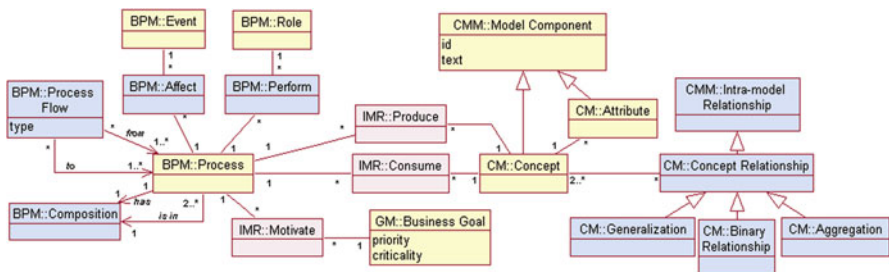 BPM::Event
BPM::Role
CMM::Model Component
id
text
1
*
1
*
BPM::Process
Flow
type
BPM::Affect
BPM::Perform
CMM::Intra-model
Relationship
CM::Attribute
IMR::Produce
*
*
from
1..*
*
*
1
1
1
*
*
1
1
*
to
1..*
BPM::Process
IMR::Consume
CM::Concept
CM::Concept Relationship
1
*
*
1
2..*
*
1
has
2..*
1
1
*
BPM::Composition
is in
1
IMR::Motivate
*
1
GM::Business Goal
priority
criticality
CM::Generalization
CM::Binary
Relationship
CM::Aggregation